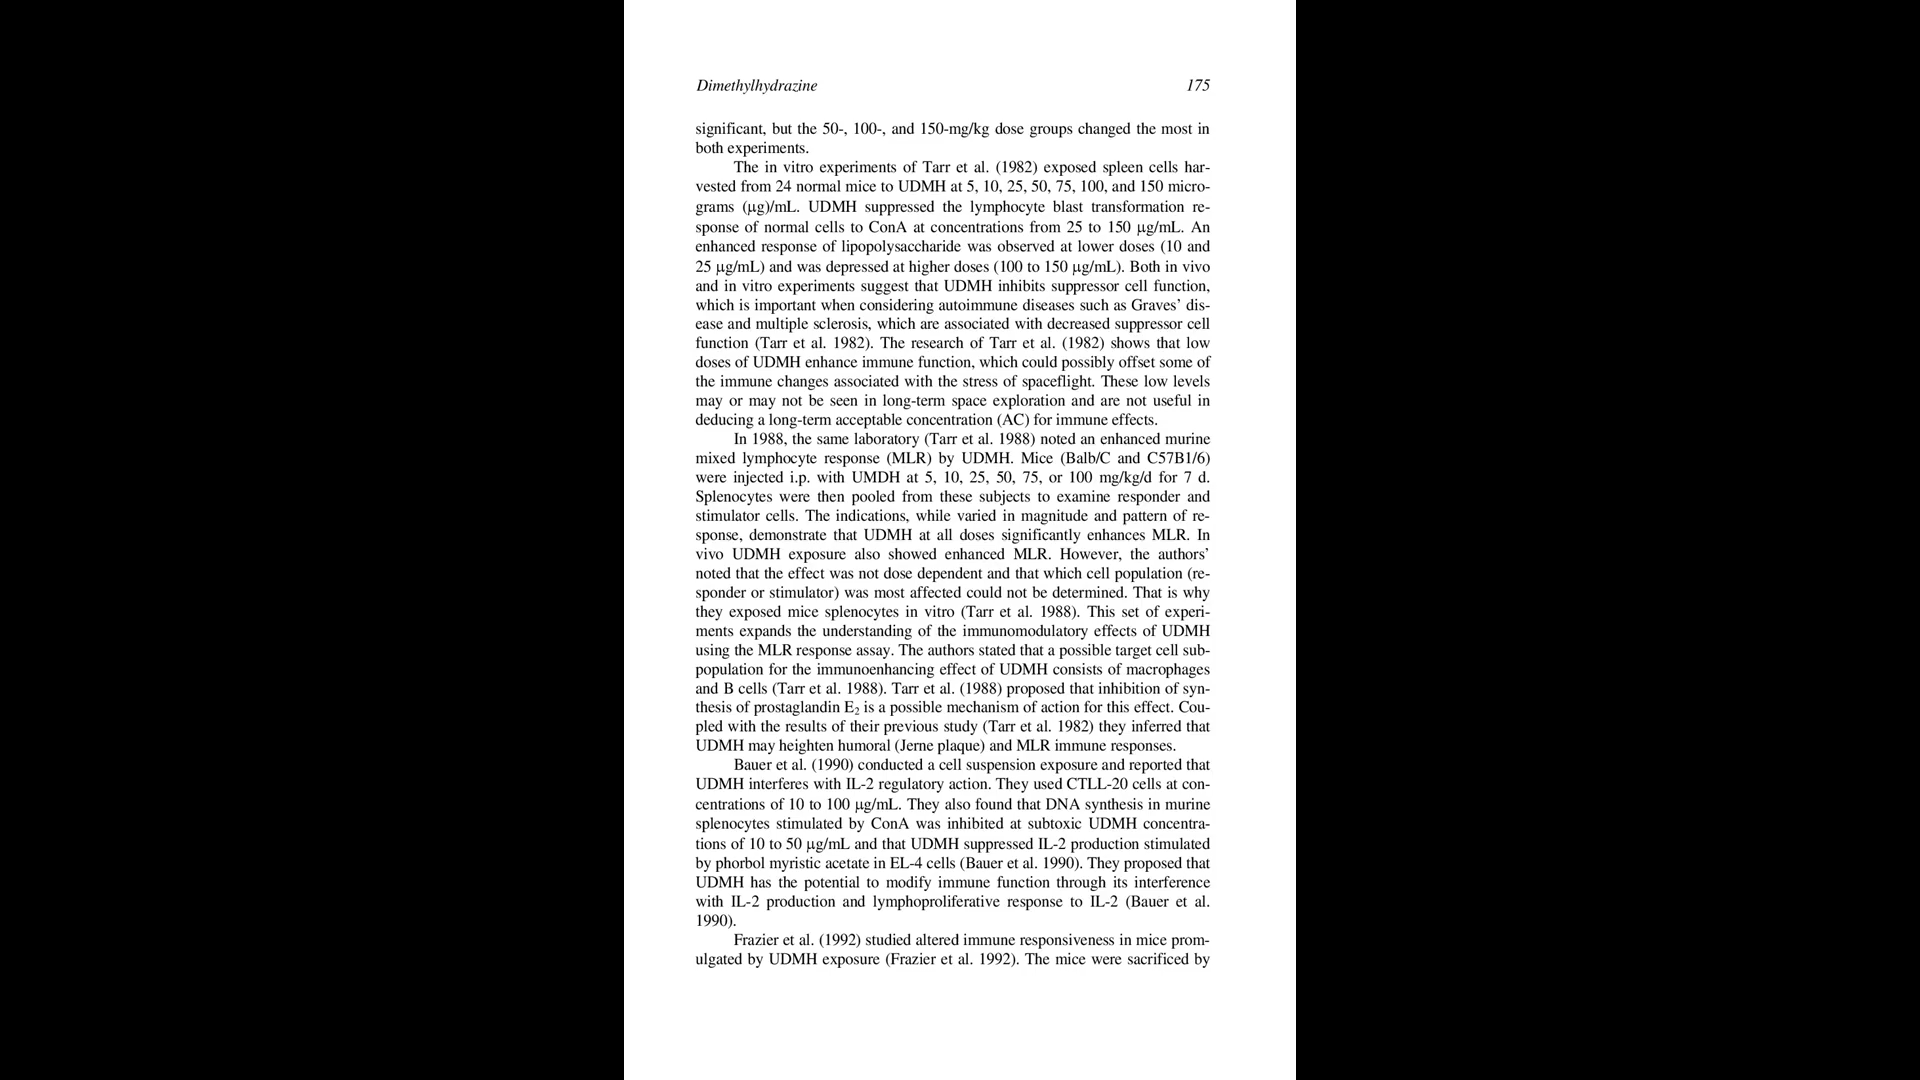 Dimethylhydrazine 175
significant, but the 50-, 100-, and 150-mg/kg dose groups changed the most in
both experiments.
The in vitro experiments of Tarr et al. (1982) exposed spleen cells har-
vested from 24 normal mice to UDMH at 5, 10, 25, 50, 75, 100, and 150 micro-
grams (μg)/mL. UDMH suppressed the lymphocyte blast transformation re-
sponse of normal cells to ConA at concentrations from 25 to 150 μg/mL. An
enhanced response of lipopolysaccharide was observed at lower doses (10 and
25 μg/mL) and was depressed at higher doses (100 to 150 μg/mL). Both in vivo
and in vitro experiments suggest that UDMH inhibits suppressor cell function,
which is important when considering autoimmune diseases such as Graves’ dis-
ease and multiple sclerosis, which are associated with decreased suppressor cell
function (Tarr et al. 1982). The research of Tarr et al. (1982) shows that low
doses of UDMH enhance immune function, which could possibly offset some of
the immune changes associated with the stress of spaceflight. These low levels
may or may not be seen in long-term space exploration and are not useful in
deducing a long-term acceptable concentration (AC) for immune effects.
In 1988, the same laboratory (Tarr et al. 1988) noted an enhanced murine
mixed lymphocyte response (MLR) by UDMH. Mice (Balb/C and C57B1/6)
were injected i.p. with UMDH at 5, 10, 25, 50, 75, or 100 mg/kg/d for 7 d.
Splenocytes were then pooled from these subjects to examine responder and
stimulator cells. The indications, while varied in magnitude and pattern of re-
sponse, demonstrate that UDMH at all doses significantly enhances MLR. In
vivo UDMH exposure also showed enhanced MLR. However, the authors’
noted that the effect was not dose dependent and that which cell population (re-
sponder or stimulator) was most affected could not be determined. That is why
they exposed mice splenocytes in vitro (Tarr et al. 1988). This set of experi-
ments expands the understanding of the immunomodulatory effects of UDMH
using the MLR response assay. The authors stated that a possible target cell sub-
population for the immunoenhancing effect of UDMH consists of macrophages
and B cells (Tarr et al. 1988). Tarr et al. (1988) proposed that inhibition of syn-
thesis of prostaglandin E₂ is a possible mechanism of action for this effect. Cou-
pled with the results of their previous study (Tarr et al. 1982) they inferred that
UDMH may heighten humoral (Jerne plaque) and MLR immune responses.
Bauer et al. (1990) conducted a cell suspension exposure and reported that
UDMH interferes with IL-2 regulatory action. They used CTLL-20 cells at con-
centrations of 10 to 100 μg/mL. They also found that DNA synthesis in murine
splenocytes stimulated by ConA was inhibited at subtoxic UDMH concentra-
tions of 10 to 50 μg/mL and that UDMH suppressed IL-2 production stimulated
by phorbol myristic acetate in EL-4 cells (Bauer et al. 1990). They proposed that
UDMH has the potential to modify immune function through its interference
with IL-2 production and lymphoproliferative response to IL-2 (Bauer et al.
1990).
Frazier et al. (1992) studied altered immune responsiveness in mice prom-
ulgated by UDMH exposure (Frazier et al. 1992). The mice were sacrificed by